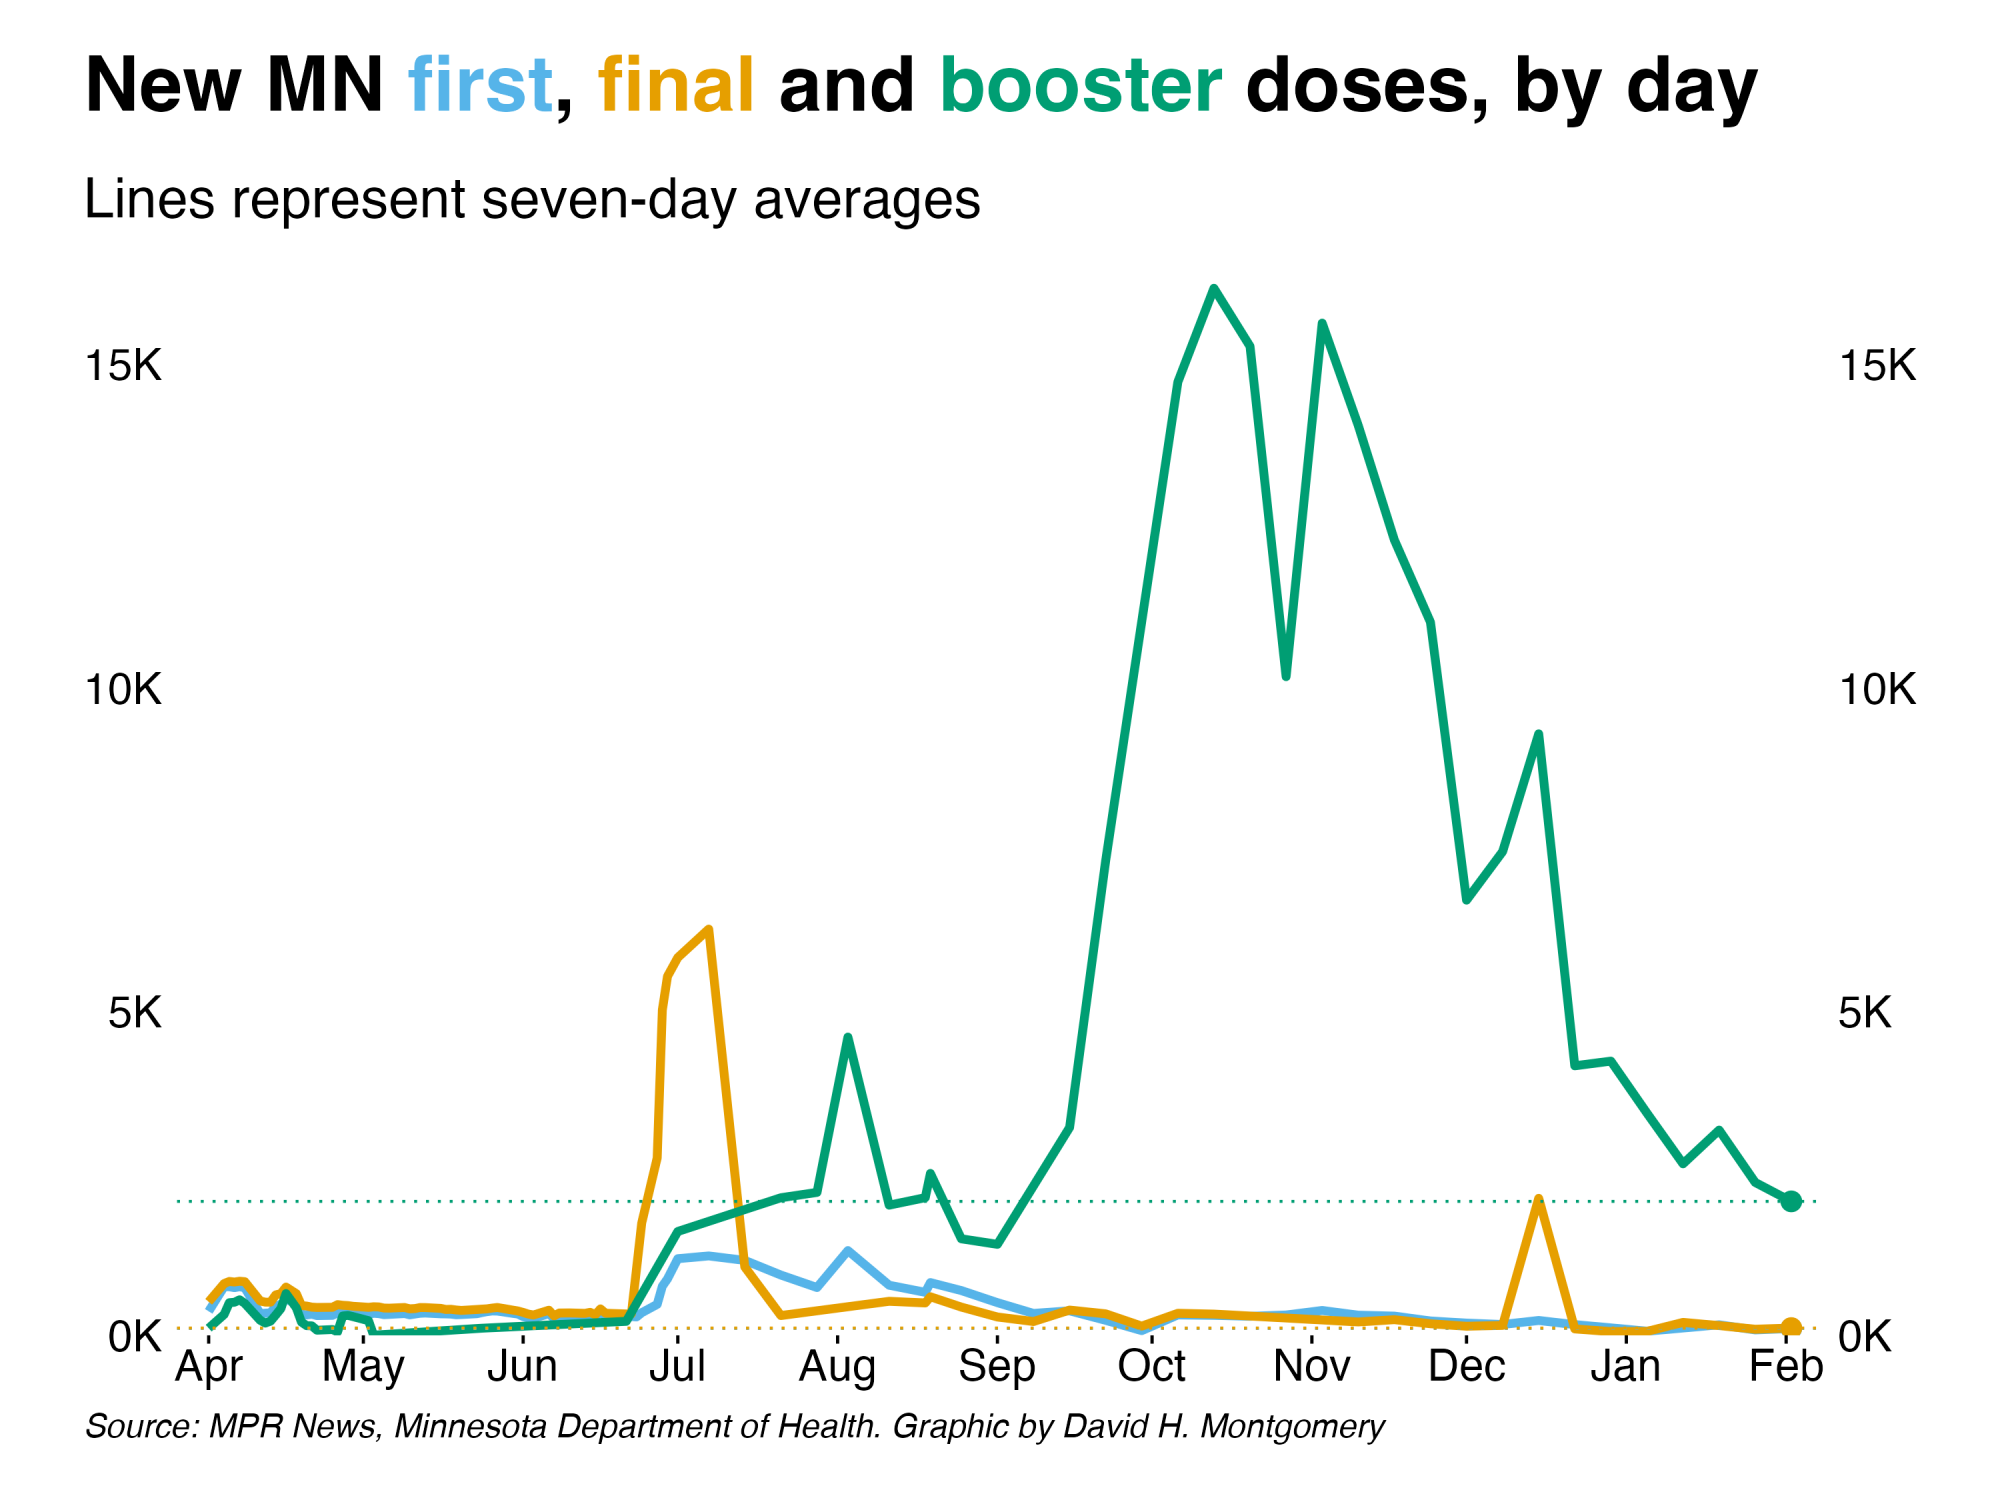 New MN first, final and booster doses, by day
Lines represent seven-day averages
15K 15K
10K 10K
5K 5K
0K 0K
Apr May Jun Jul Aug Sep Oct Nov Dec Jan Feb
Source: MPR News, Minnesota Department of Health. Graphic by David H. Montgomery